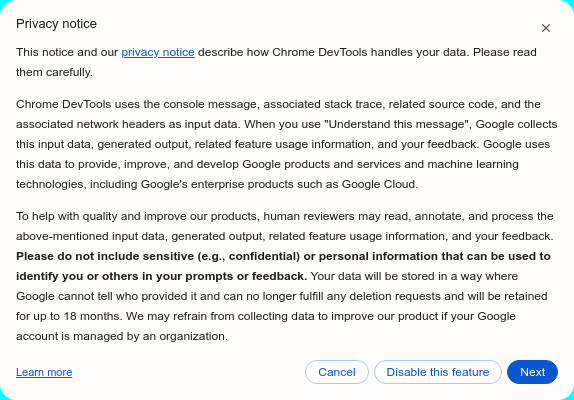 Privacy notice
This notice and our privacy notice describe how Chrome DevTools handles your data. Please read
them carefully.
Chrome DevTools uses the console message, associated stack trace, related source code, and the
associated network headers as input data. When you use "Understand this message", Google collects
this input data, generated output, related feature usage information, and your feedback. Google uses
this data to provide, improve, and develop Google products and services and machine learning
technologies, including Google's enterprise products such as Google Cloud.
To help with quality and improve our products, human reviewers may read, annotate, and process the
above-mentioned input data, generated output, related feature usage information, and your feedback.
Please do not include sensitive (e.g., confidential) or personal information that can be used to
identify you or others in your prompts or feedback. Your data will be stored in a way where
Google cannot tell who provided it and can no longer fulfill any deletion requests and will be retained
for up to 18 months. We may refrain from collecting data to improve our product if your Google
account is managed by an organization.
Learn more Cancel Disable this feature Next